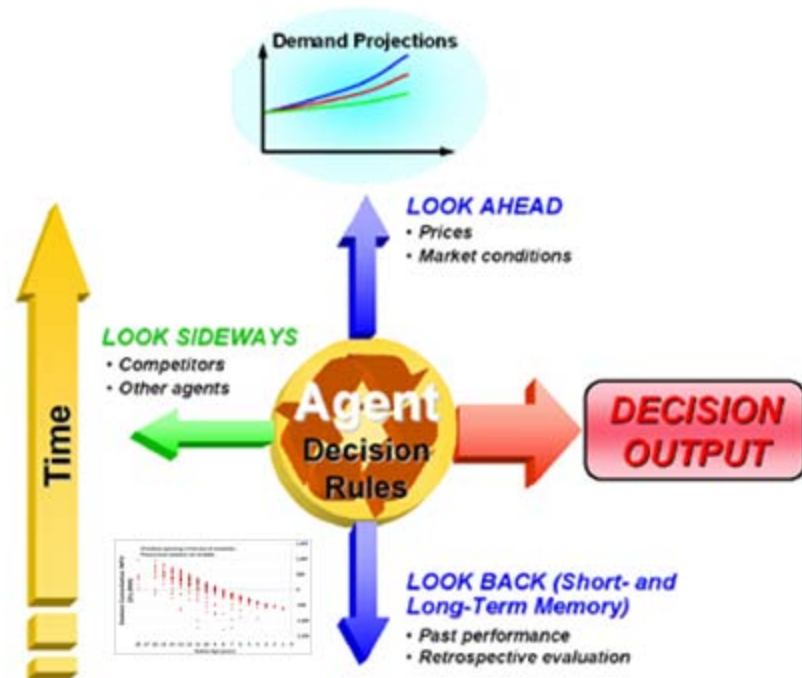 Demand Projections
LOOK AHEAD
• Prices
• Market conditions
LOOK SIDEWAYS
• Competitors
• Other agents
Time
Agent
Decision
Rules
DECISION
OUTPUT
LOOK BACK (Short- and
Long-Term Memory)
• Past performance
• Retrospective evaluation